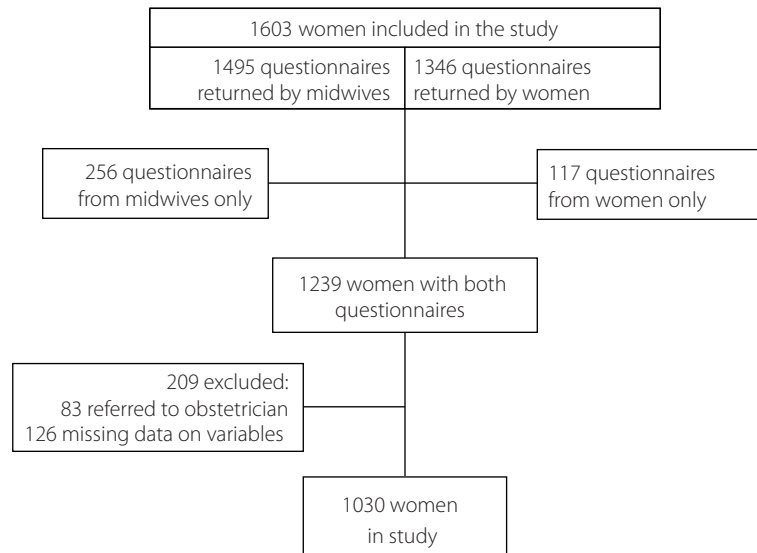 1603 women included in the study
1495 questionnaires
returned by midwives
1346 questionnaires
returned by women
256 questionnaires
from midwives only
117 questionnaires
from women only
1239 women with both
questionnaires
209 excluded:
83 referred to obstetrician
126 missing data on variables
1030 women
in study